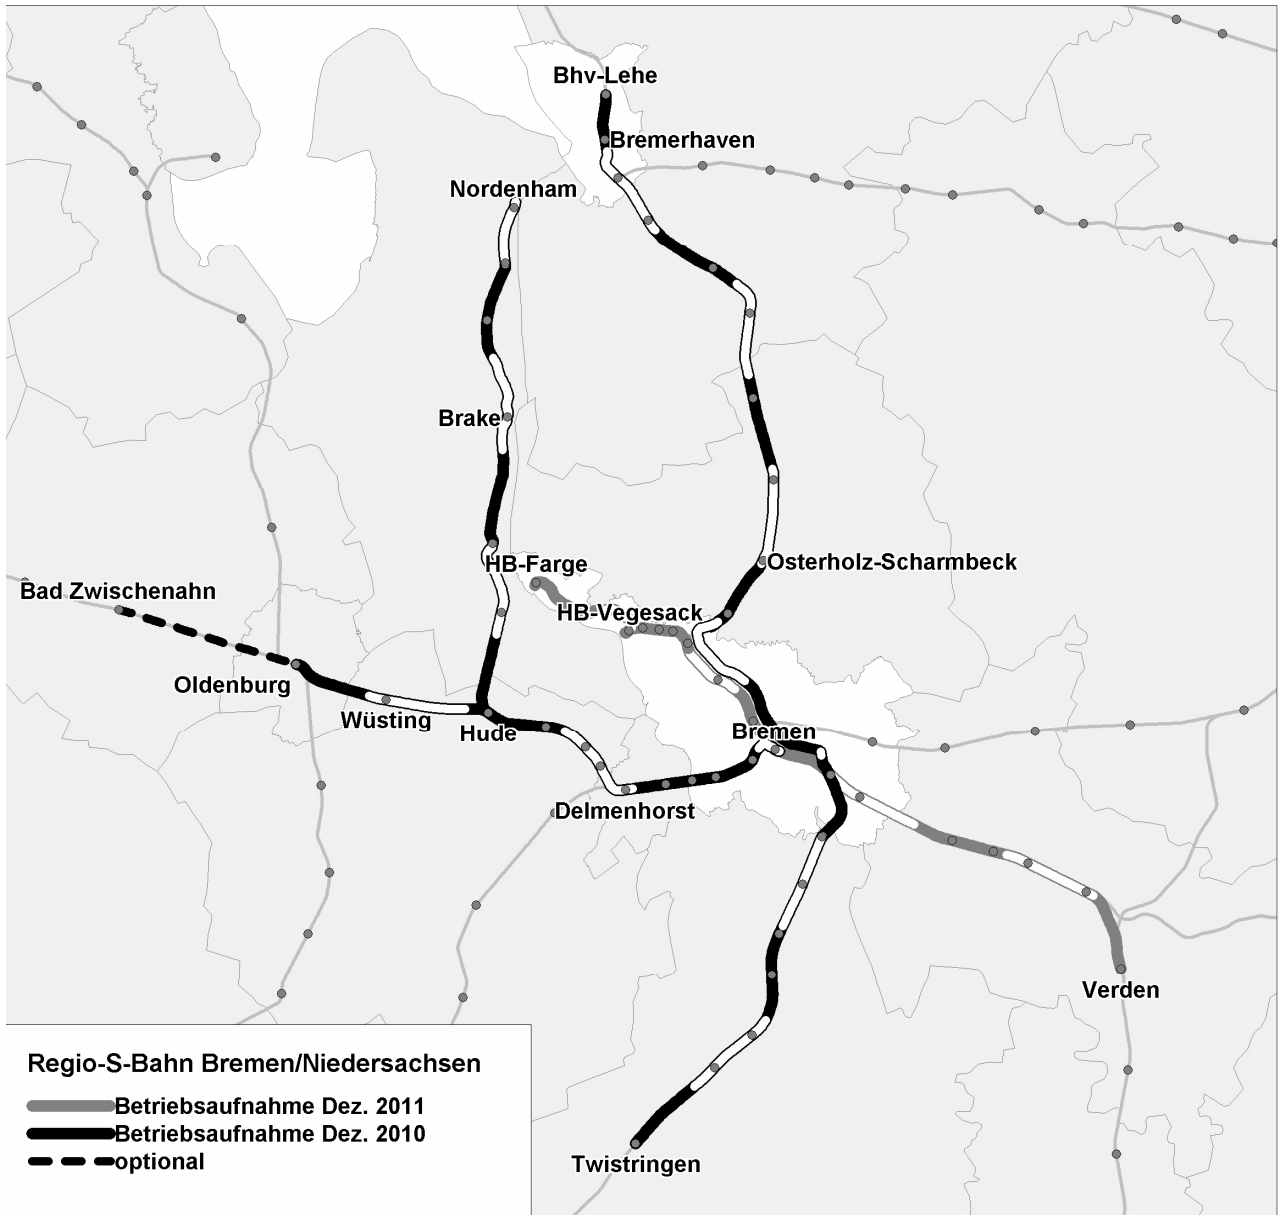 Bhv-Lehe
Bremerhaven
Nordenham
Brake
HB-Farge
Osterholz-Scharmbeck
Bad Zwischenahn
HB-Vegesack
Oldenburg
Wüsting
Hude
Bremen
Delmenhorst
Verden
Twistringen
Regio-S-Bahn Bremen/Niedersachsen
Betriebsaufnahme Dez. 2011
Betriebsaufnahme Dez. 2010
optional